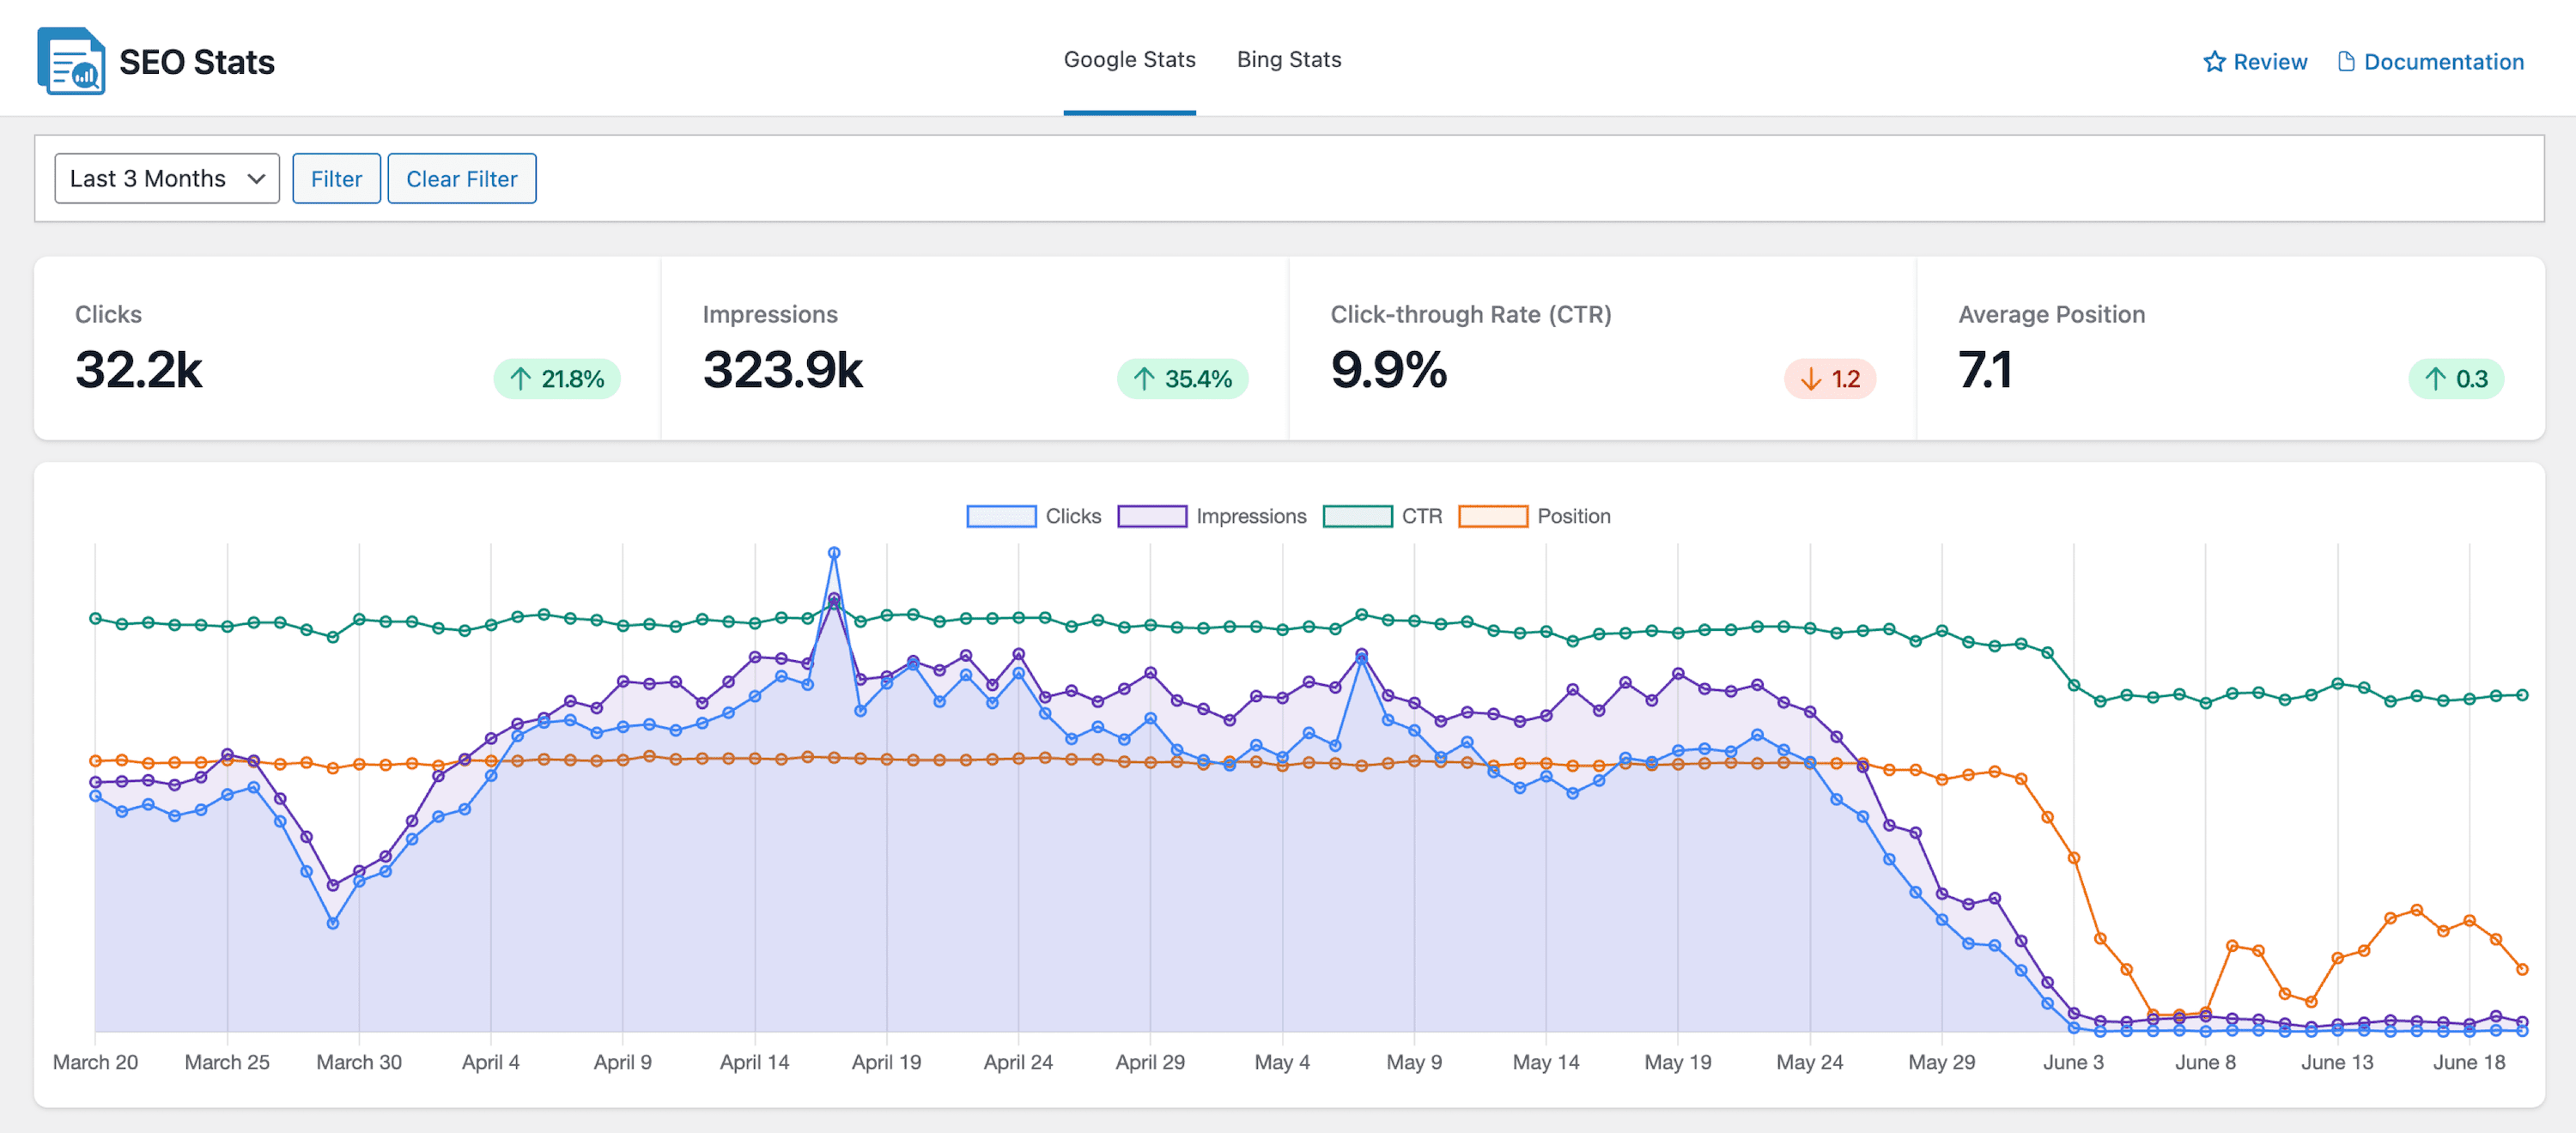 SEO Stats
Google Stats
Bing Stats
Review
Documentation
Last 3 Months
Filter
Clear Filter
Clicks
32.2k
21.8%
Impressions
323.9k
35.4%
Click-through Rate (CTR)
9.9%
1.2
Average Position
7.1
0.3
Clicks Impressions CTR Position
March 20 March 25 March 30 April 4 April 9 April 14 April 19 April 24 April 29 May 4 May 9 May 14 May 19 May 24 May 29 June 3 June 8 June 13 June 18